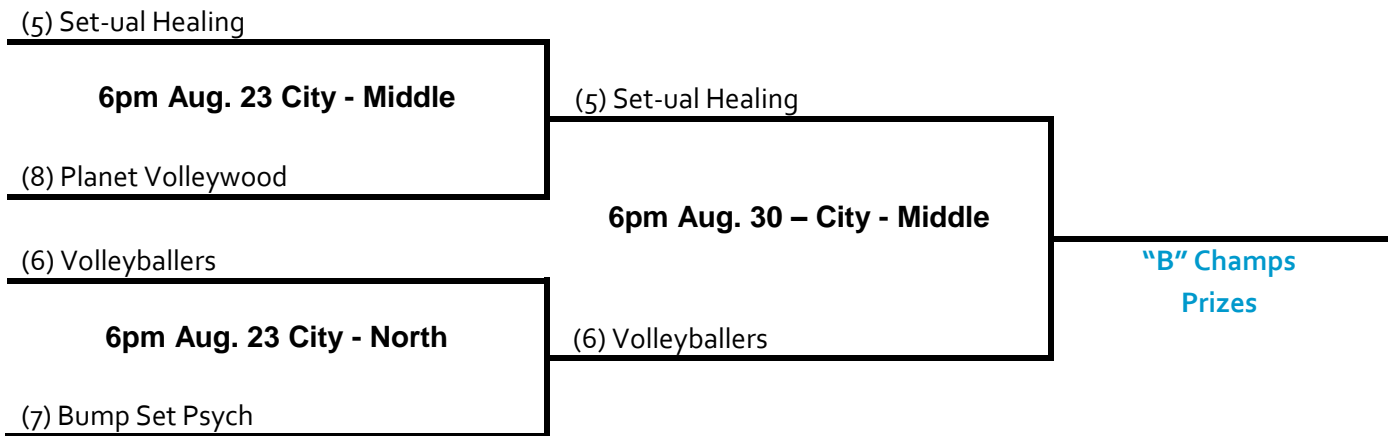 (5) Set-ual Healing
6pm Aug. 23 City - Middle
(5) Set-ual Healing
(8) Planet Volleywood
6pm Aug. 30 – City - Middle
(6) Volleyballers
“B” Champs
Prizes
6pm Aug. 23 City - North
(6) Volleyballers
(7) Bump Set Psych